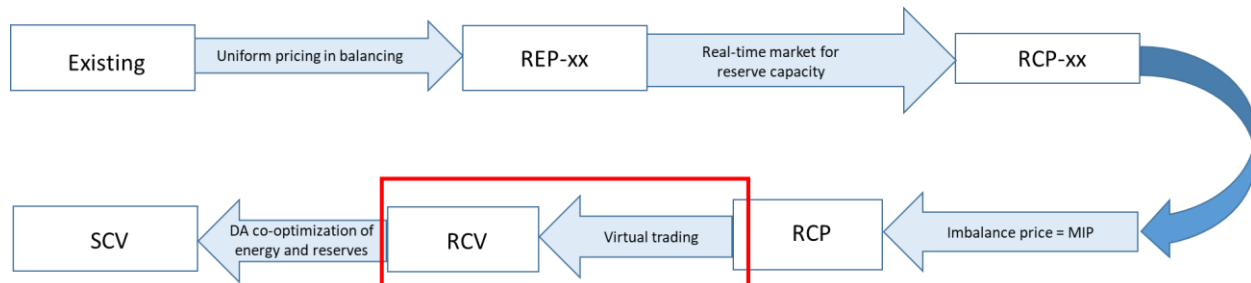 Existing
Uniform pricing in balancing
REP-xx
Real-time market for
reserve capacity
RCP-xx
SCV
DA co-optimization of
energy and reserves
RCV
Virtual trading
RCP
Imbalance price = MIP